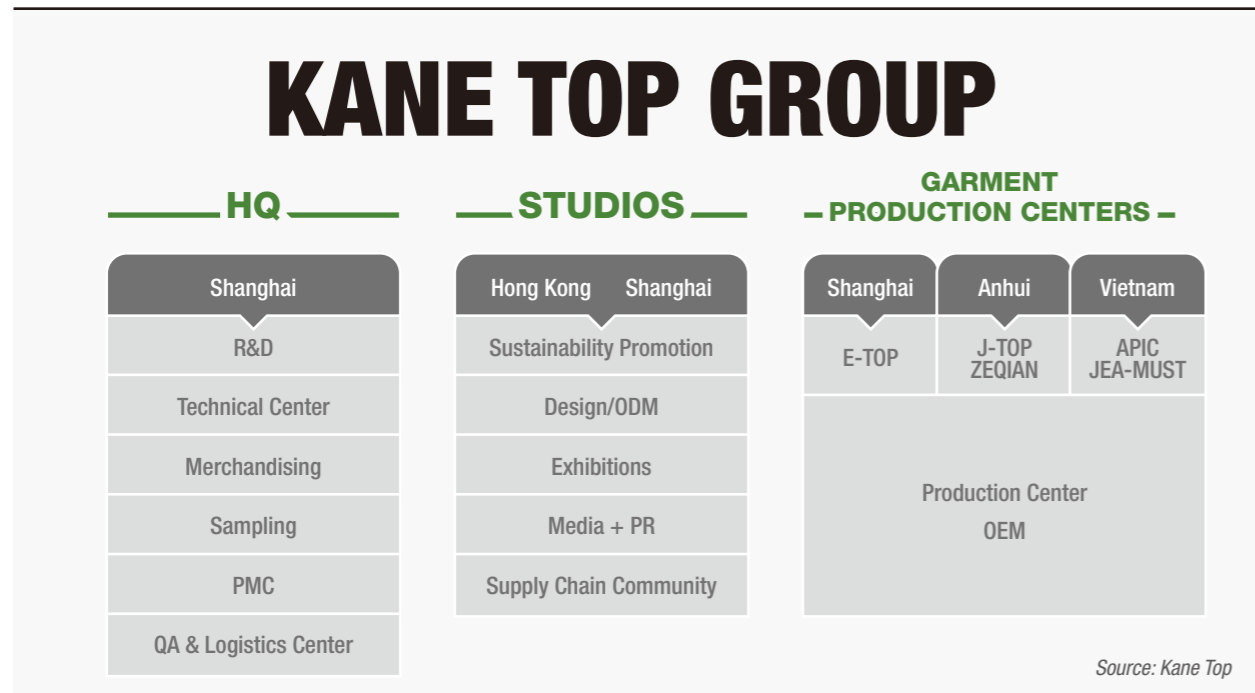 KANE TOP GROUP
HQ
Shanghai
R&D
Technical Center
Merchandising
Sampling
PMC
QA & Logistics Center
STUDIOS
Hong Kong Shanghai
Sustainability Promotion
Design/ODM
Exhibitions
Media + PR
Supply Chain Community
GARMENT
PRODUCTION CENTERS
Shanghai
E-TOP
Anhui
J-TOP
ZEQIAN
Vietnam
APIC
JEA-MUST
Production Center
OEM
Source: Kane Top